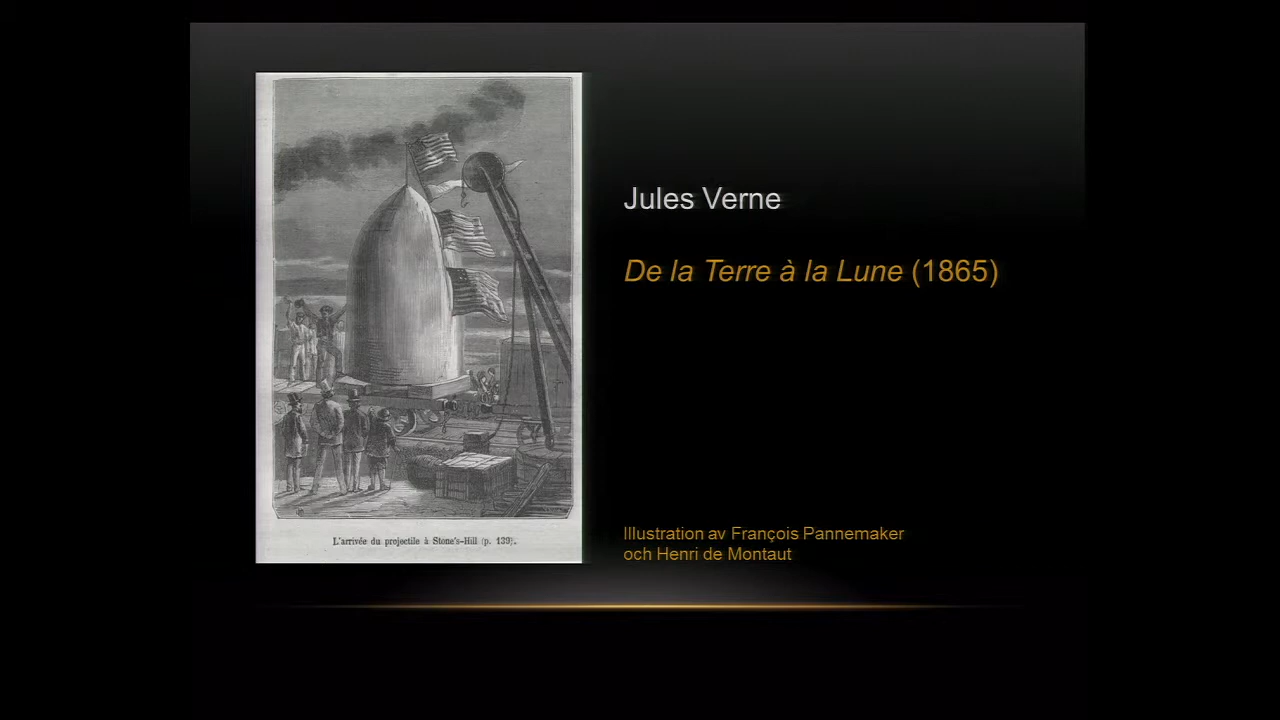 Jules Verne
De la Terre à la Lune (1865)
Illustration av François Pannemaker
och Henri de Montaut
L'arrivée du projectile à Stone's-Hill (p. 139).